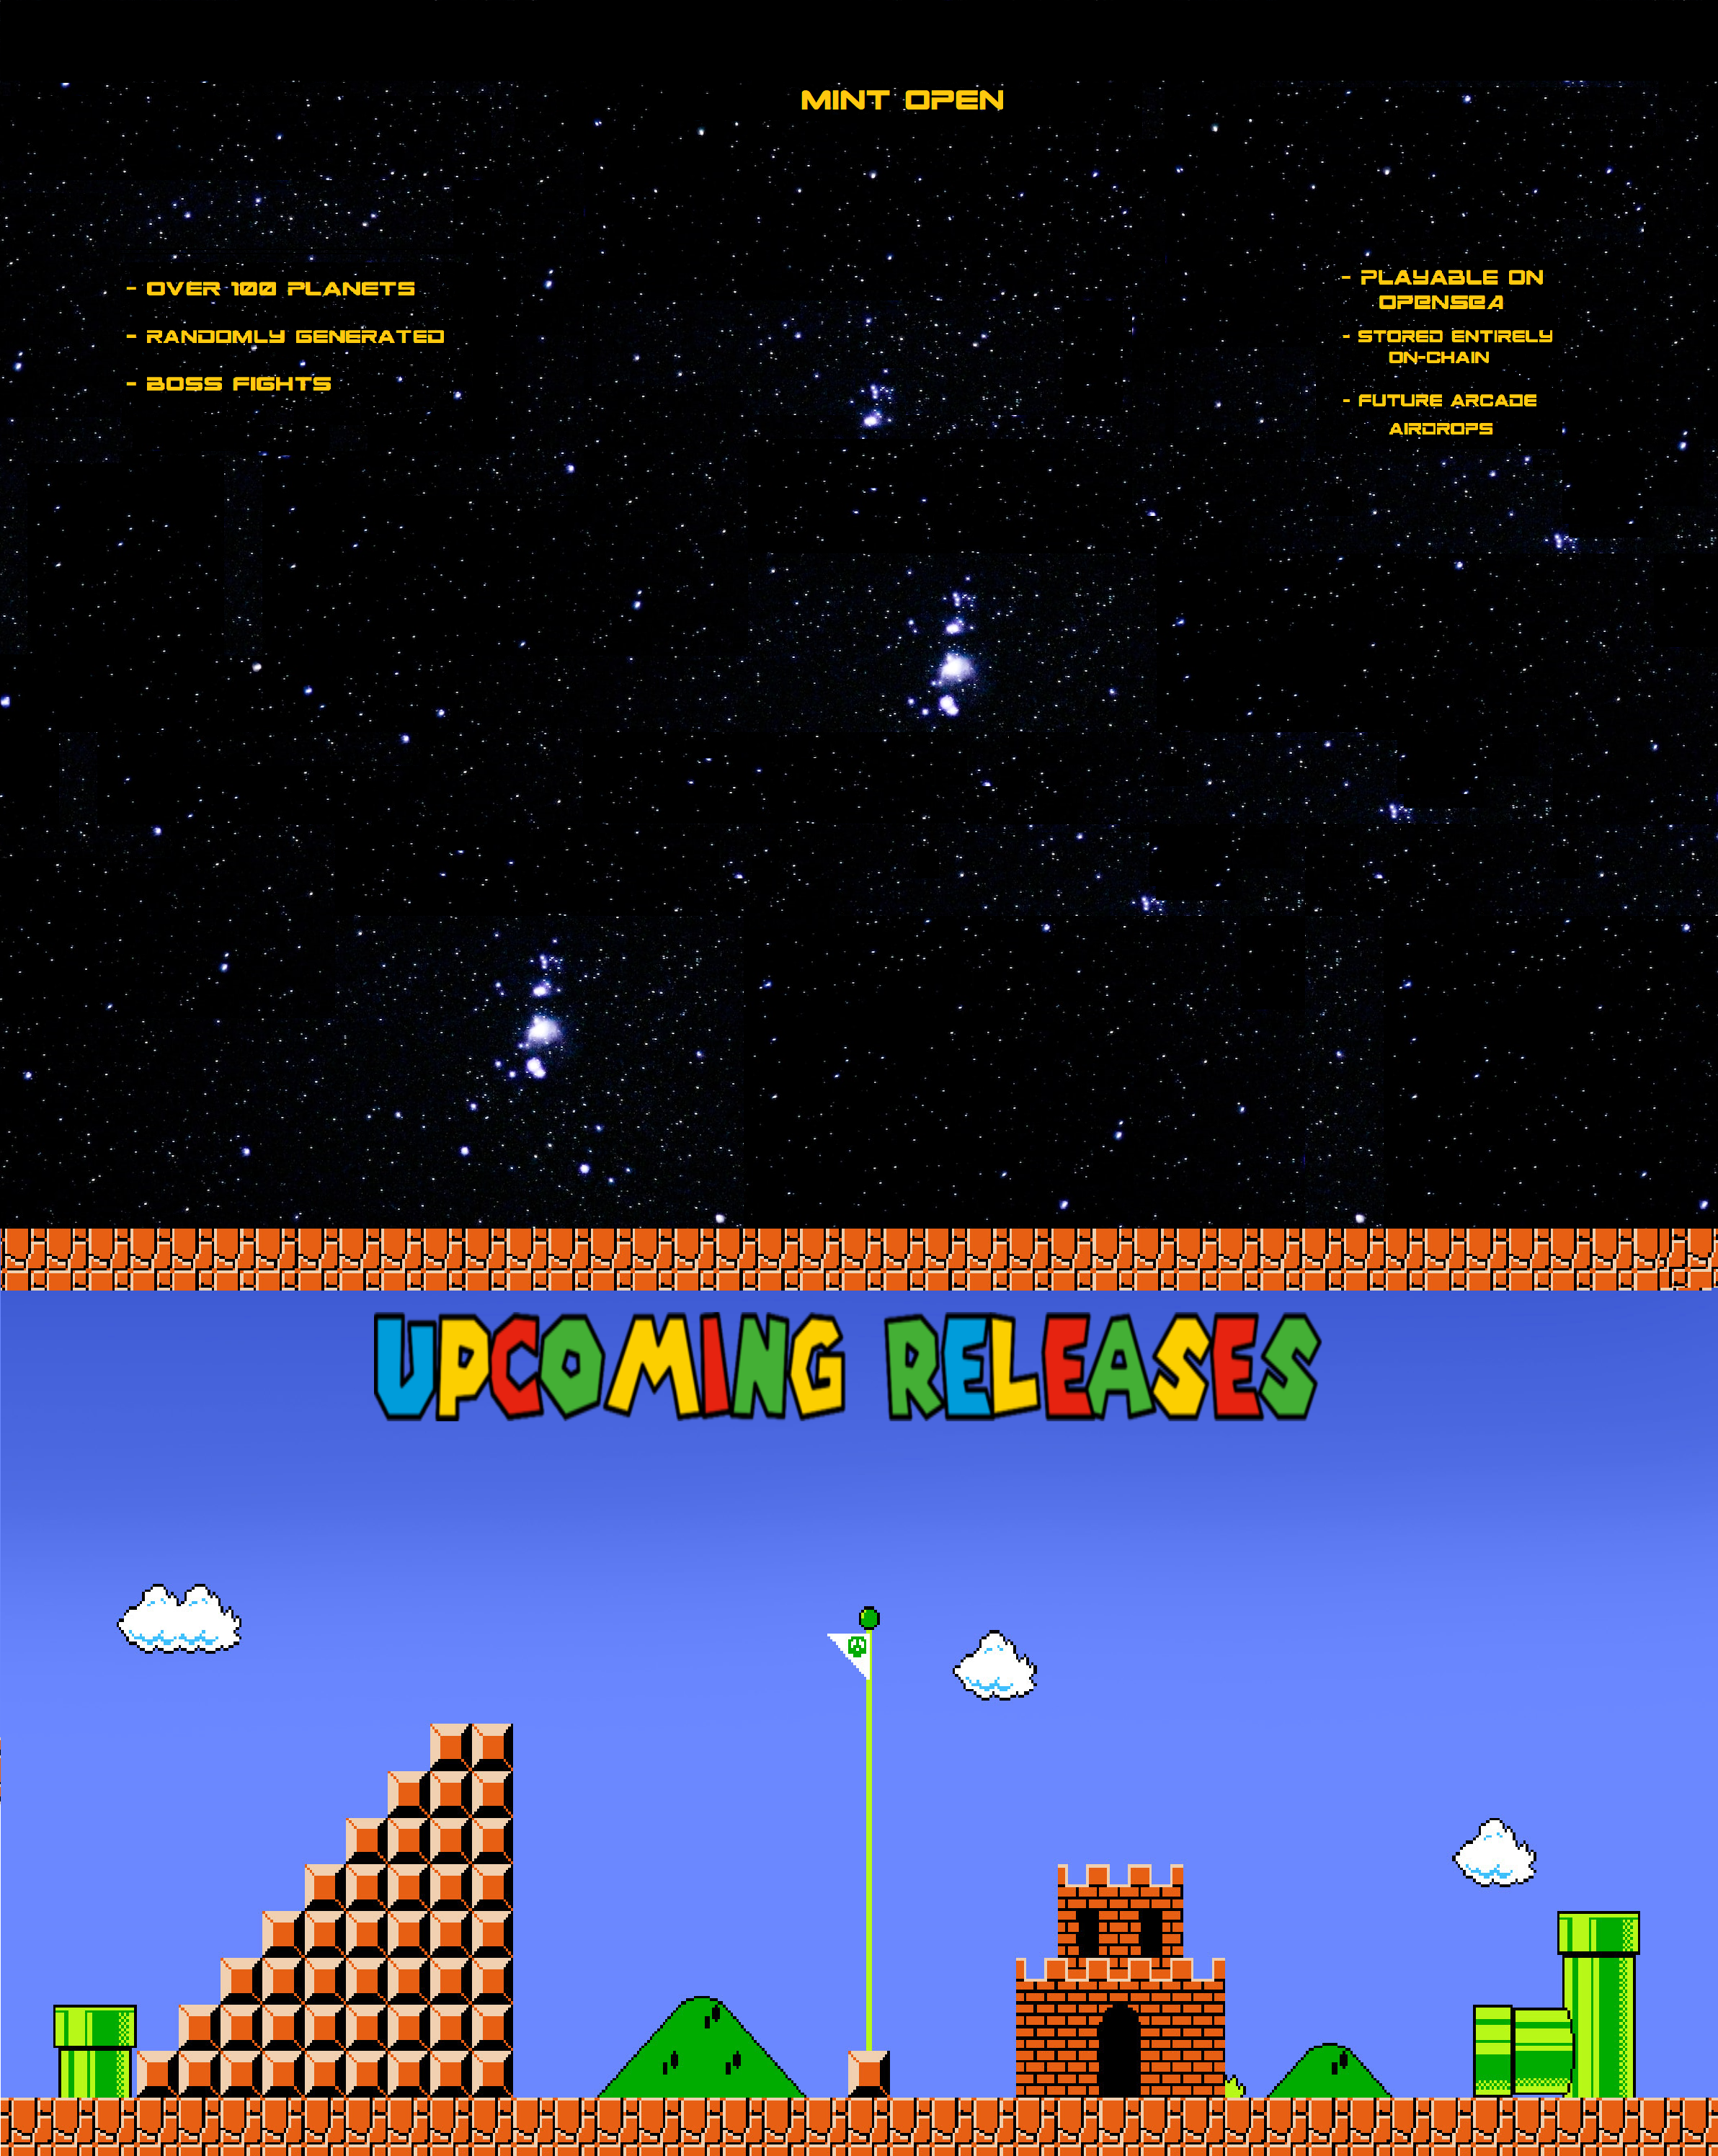 MINT OPEN
- OVER 100 PLANETS
- RANDOMLY GENERATED
- BOSS FIGHTS
- PLAYABLE ON
OPENSEA
- STORED ENTIRELY
ON-CHAIN
- FUTURE ARCADE
AIRDROPS
UPCOMING RELEASES